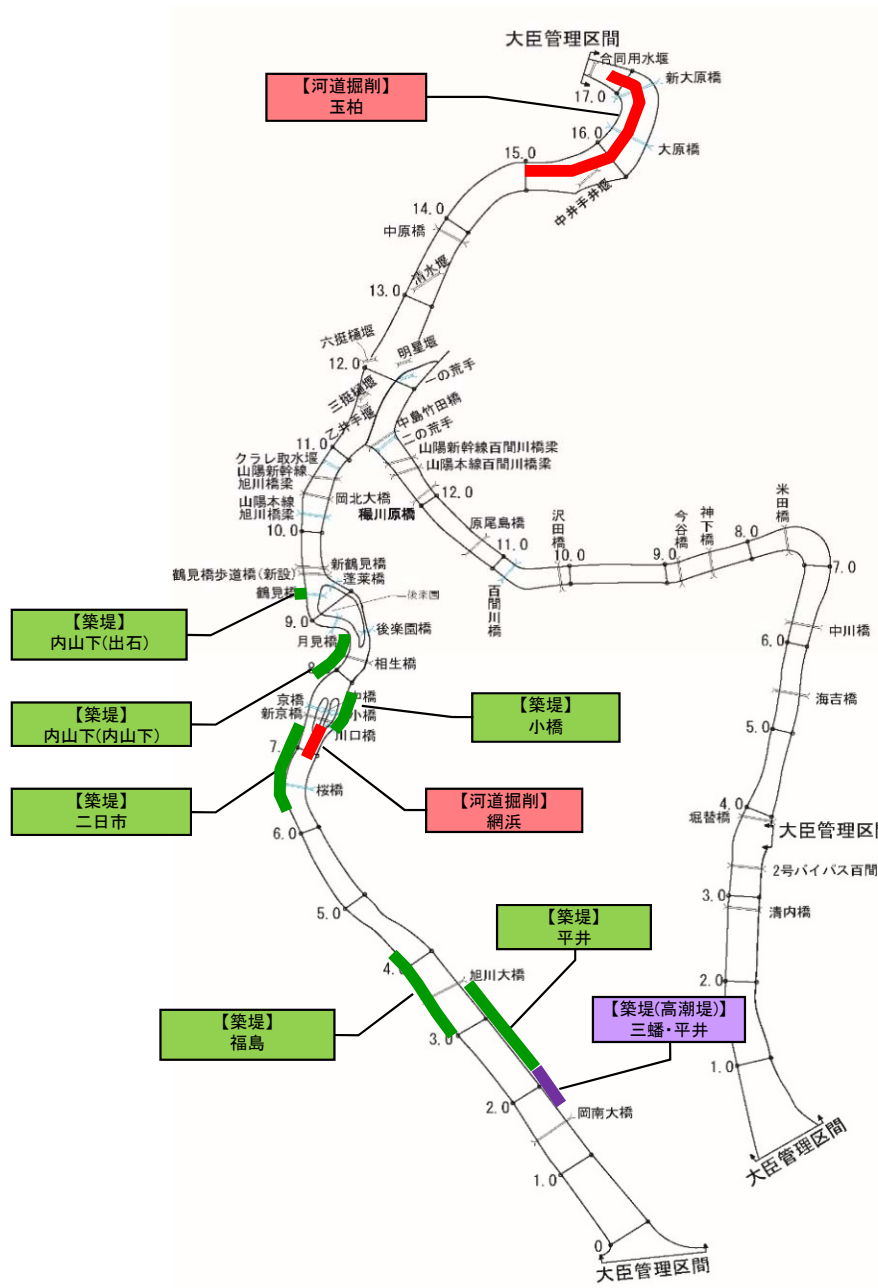 大臣管理区間
合同用水堰
【河道掘削】
玉柏
17.0
新大原橋
16.0
大原橋
15.0
中井手井堰
14.0
中原橋
清水堰
13.0
六挺樋堰
明星堰
12.0
一の荒手
三挺樋堰
中島竹田橋
乙井手堰
二の荒手
11.0
山陽新幹線百間川橋梁
クラレ取水堰
山陽本線百間川橋梁
山陽新幹線
旭川橋梁
岡北大橋
12.0
山陽本線
旭川橋梁
撮川原橋
原尾島橋
10.0
11.0
百間川橋
沢田橋
10.0
9.0
今谷橋
神下橋
8.0
米田橋
7.0
新鶴見橋
鶴見橋歩道橋(新設)
蓬莱橋
鶴見橋
後楽園
9.0
【築堤】
内山下(出石)
月見橋
後楽園橋
中川橋
6.0
8.
相生橋
海吉橋
【築堤】
内山下(内山下)
京橋
中橋
新京橋
小橋
川口橋
【築堤】
小橋
5.0
7.
【築堤】
二日市
桜橋
【河道掘削】
網浜
6.0
4.0
堀替橋
大臣管理区
2号バイパス百間
3.0
清内橋
5.0
【築堤】
平井
4.
旭川大橋
2.0
【築堤】
福島
【築堤(高潮堤)】
三蟠・平井
3.0
1.0
2.0
岡南大橋
大臣管理区間
1.0
0
大臣管理区間